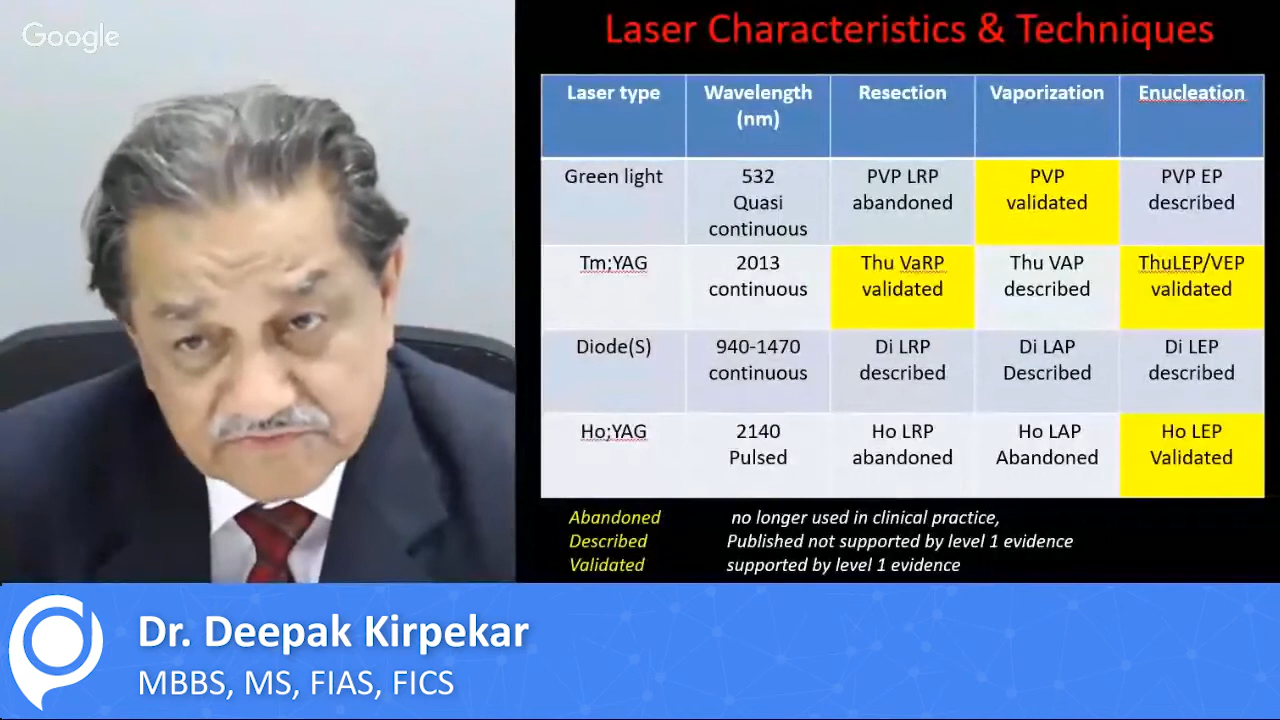 Google
Laser Characteristics & Techniques
Laser type
Wavelength
(nm)
Resection
Vaporization
Enucleation
Green light
532
Quasi
continuous
PVP LRP
abandoned
PVP
validated
PVP EP
described
Tm;YAG
2013
continuous
Thu VaRP
validated
Thu VAP
described
ThuLEP/VEP
validated
Diode(S)
940-1470
continuous
Di LRP
described
Di LAP
Described
Di LEP
described
Ho;YAG
2140
Pulsed
Ho LRP
abandoned
Ho LAP
Abandoned
Ho LEP
Validated
Abandoned no longer used in clinical practice,
Described Published not supported by level 1 evidence
Validated supported by level 1 evidence
Dr. Deepak Kirpekar
MBBS, MS, FIAS, FICS